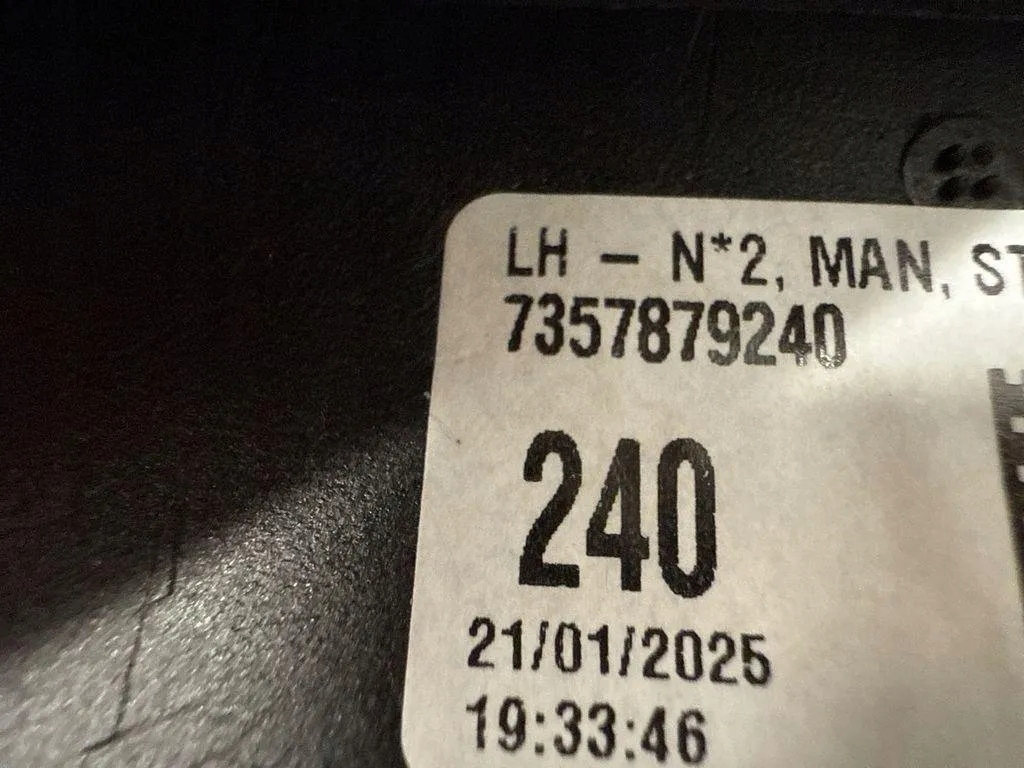 LH - N*2, MAN, ST
7357879240
240
21/01/2025
19:33:46